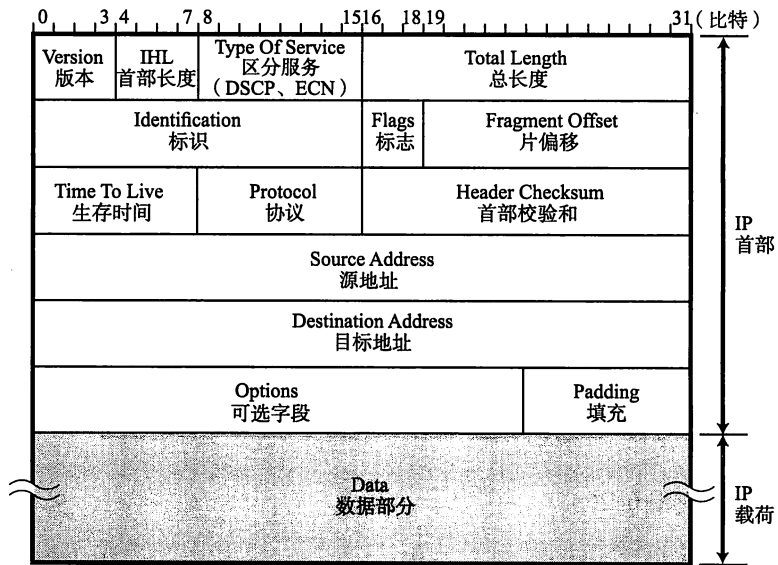 0 3 4 7 8 15 16 18 19 31 (比特)
Version
版本
IHL
首部长度
Type Of Service
区分服务
(DSCP、ECN)
Total Length
总长度
Identification
标识
Flags
标志
Fragment Offset
片偏移
Time To Live
生存时间
Protocol
协议
Header Checksum
首部校验和
IP
首部
Source Address
源地址
Destination Address
目标地址
Options
可选字段
Padding
填充
Data
数据部分
IP
载荷